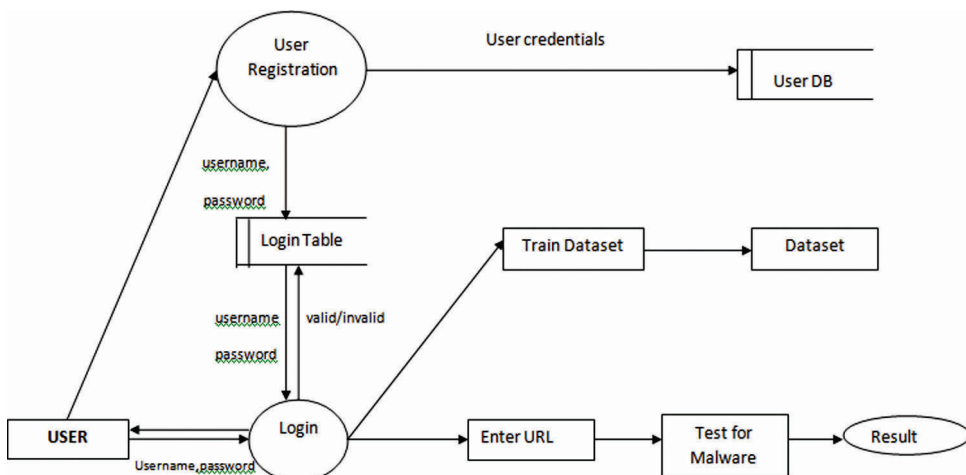 User
Registration
User credentials
User DB
username,
password
Login Table
Train Dataset
Dataset
username
password
valid/invalid
USER
Login
Enter URL
Test for
Malware
Result
Username,password